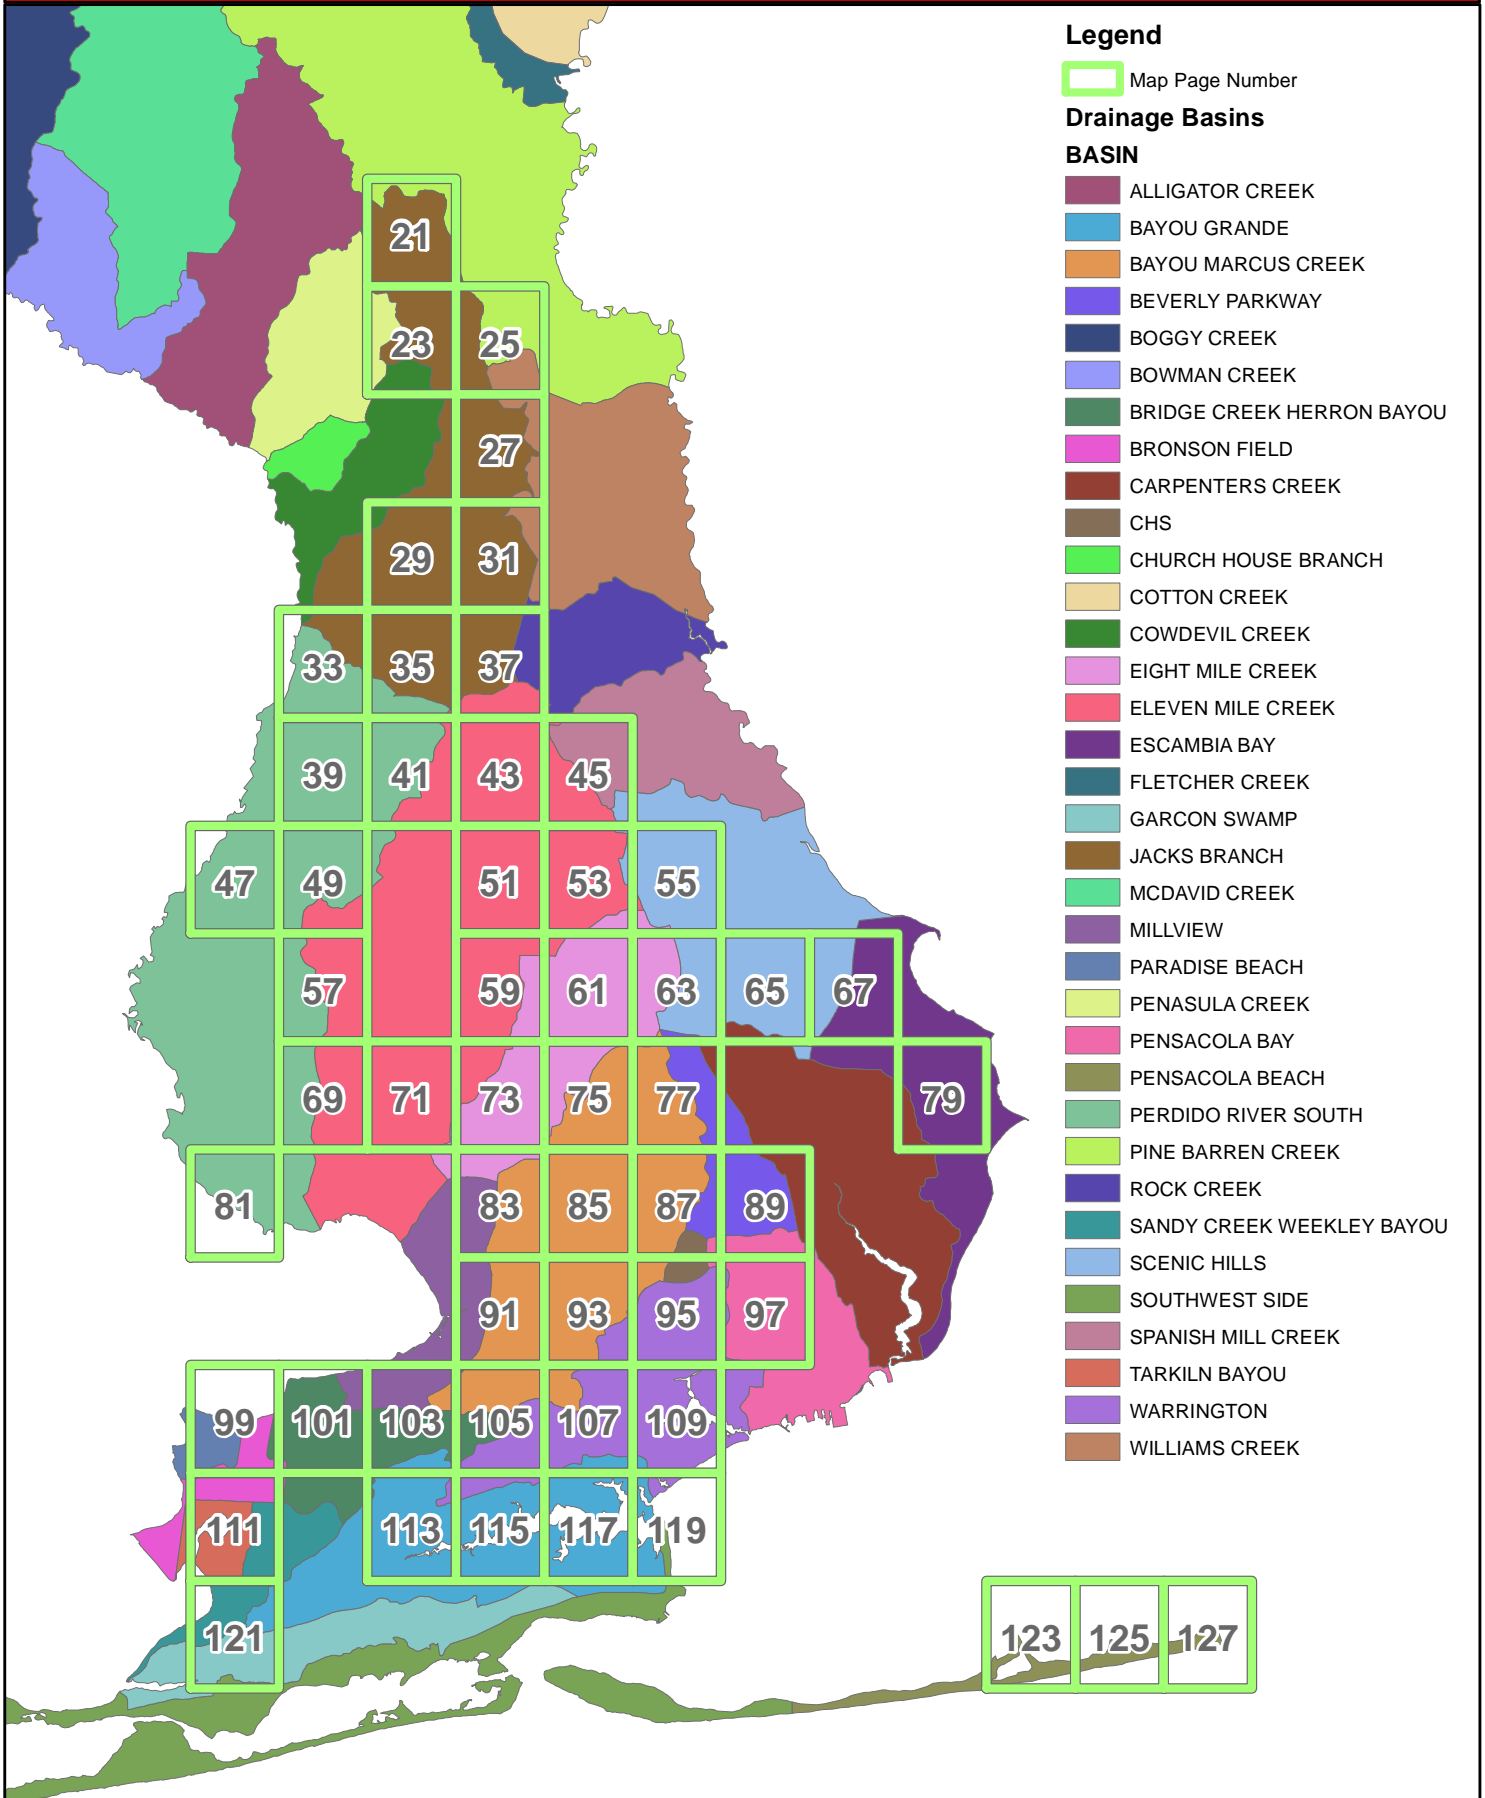 Legend
Map Page Number
Drainage Basins
BASIN
ALLIGATOR CREEK
BAYOU GRANDE
BAYOU MARCUS CREEK
BEVERLY PARKWAY
BOGGY CREEK
BOWMAN CREEK
BRIDGE CREEK HERRON BAYOU
BRONSON FIELD
CARPENTERS CREEK
CHS
CHURCH HOUSE BRANCH
COTTON CREEK
COWDEVIL CREEK
EIGHT MILE CREEK
ELEVEN MILE CREEK
ESCAMBIA BAY
FLETCHER CREEK
GARCON SWAMP
JACKS BRANCH
MCDAVID CREEK
MILLVIEW
PARADISE BEACH
PENASULA CREEK
PENSACOLA BAY
PENSACOLA BEACH
PERDIDO RIVER SOUTH
PINE BARREN CREEK
ROCK CREEK
SANDY CREEK WEEKLEY BAYOU
SCENIC HILLS
SOUTHWEST SIDE
SPANISH MILL CREEK
TARKILN BAYOU
WARRINGTON
WILLIAMS CREEK
21
23 25
27
29 31
33 35 37
39 41 43 45
47 49 51 53 55
57 59 61 63 65 67
69 71 73 75 77 79
81 83 85 87 89
91 93 95 97
99 101 103 105 107 109
111 113 115 117 119
121 123 125 127